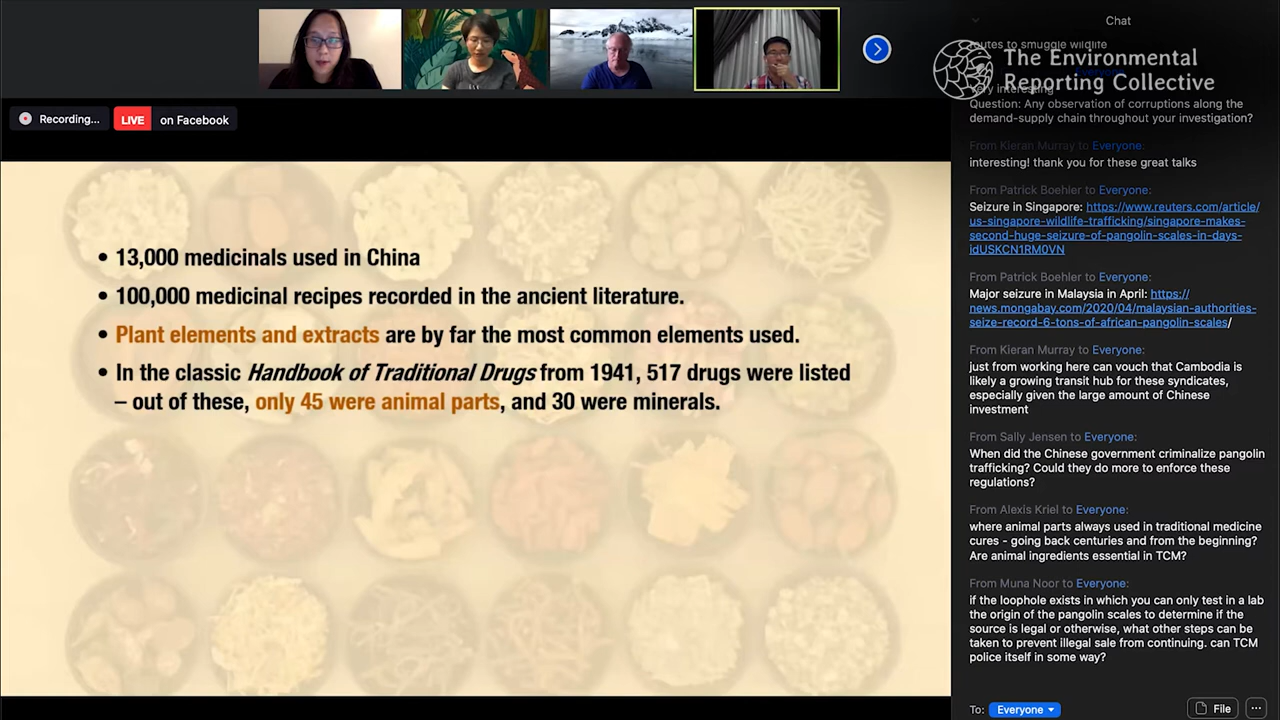 Recording...
LIVE
on Facebook
• 13,000 medicinals used in China
• 100,000 medicinal recipes recorded in the ancient literature.
• Plant elements and extracts are by far the most common elements used.
• In the classic Handbook of Traditional Drugs from 1941, 517 drugs were listed
– out of these, only 45 were animal parts, and 30 were minerals.
Chat
The Environmental
Reporting Collective
routes to smuggle wildlife
Everyone:
very interesting
Question: Any observation of corruptions along the
demand-supply chain throughout your investigation?
From Kieran Murray to Everyone:
interesting! thank you for these great talks
From Patrick Boehler to Everyone:
Seizure in Singapore: https://www.reuters.com/article/
us-singapore-wildlife-trafficking/singapore-makes-
second-huge-seizure-of-pangolin-scales-in-days-
idUSKCN1RM0VN
From Patrick Boehler to Everyone:
Major seizure in Malaysia in April: https://
news.mongabay.com/2020/04/malaysian-authorities-
seize-record-6-tons-of-african-pangolin-scales/
From Kieran Murray to Everyone:
just from working here can vouch that Cambodia is
likely a growing transit hub for these syndicates,
especially given the large amount of Chinese
investment
From Sally Jensen to Everyone:
When did the Chinese government criminalize pangolin
trafficking? Could they do more to enforce these
regulations?
From Alexis Kriel to Everyone:
where animal parts always used in traditional medicine
cures - going back centuries and from the beginning?
Are animal ingredients essential in TCM?
From Muna Noor to Everyone:
if the loophole exists in which you can only test in a lab
the origin of the pangolin scales to determine if the
source is legal or otherwise, what other steps can be
taken to prevent illegal sale from continuing. can TCM
police itself in some way?
To: Everyone
File